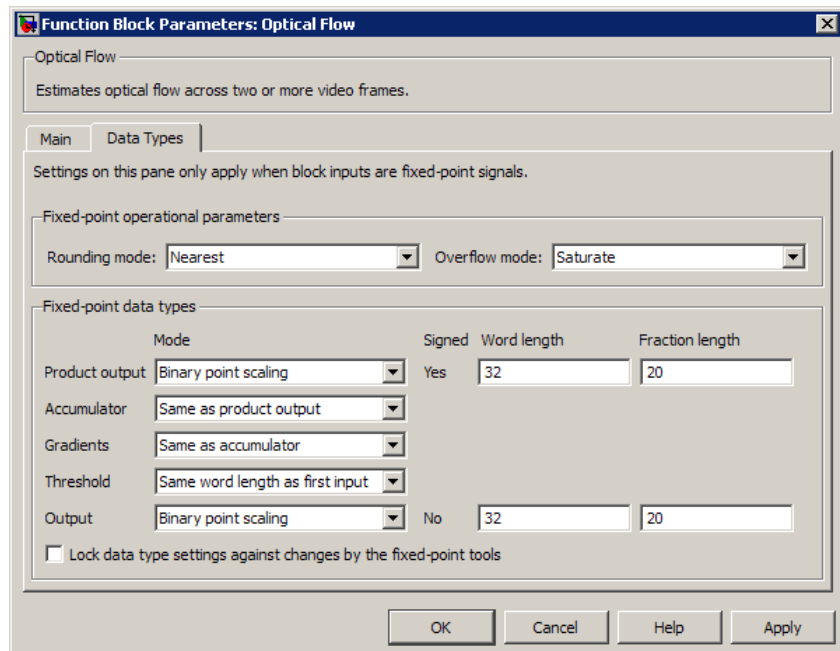 Function Block Parameters: Optical Flow
Optical Flow
Estimates optical flow across two or more video frames.
Main Data Types
Settings on this pane only apply when block inputs are fixed-point signals.
Fixed-point operational parameters
Rounding mode: Nearest Overflow mode: Saturate
Fixed-point data types
Mode Signed Word length Fraction length
Product output Binary point scaling Yes 32 20
Accumulator Same as product output
Gradients Same as accumulator
Threshold Same word length as first input
Output Binary point scaling No 32 20
Lock data type settings against changes by the fixed-point tools
OK Cancel Help Apply